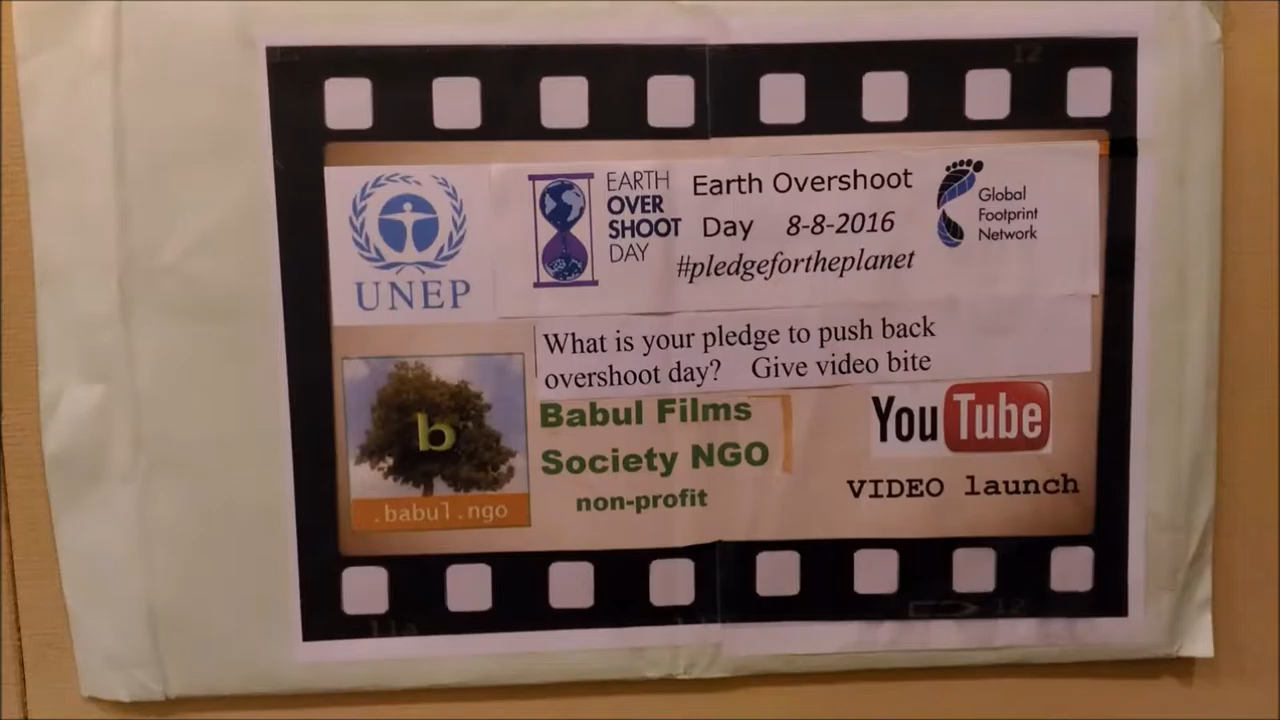 UNEP
EARTH
OVER
SHOOT
DAY
Earth Overshoot
Day 8-8-2016
#pledgefortheplanet
Global
Footprint
Network
What is your pledge to push back
overshoot day? Give video bite
b
.babul.ngo
Babul Films
Society NGO
non-profit
YouTube
VIDEO launch
12
12